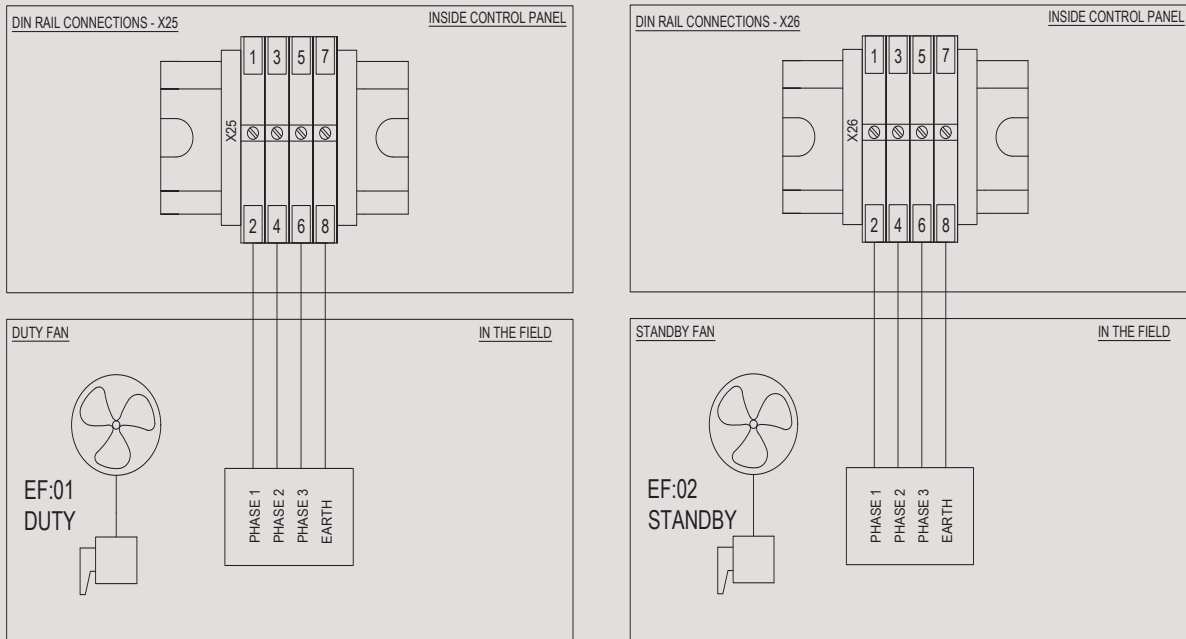 DIN RAIL CONNECTIONS - X25
INSIDE CONTROL PANEL
1 3 5 7
X25
2 4 6 8
DUTY FAN
IN THE FIELD
EF:01
DUTY
PHASE 1
PHASE 2
PHASE 3
EARTH
DIN RAIL CONNECTIONS - X26
INSIDE CONTROL PANEL
1 3 5 7
X26
2 4 6 8
STANDBY FAN
IN THE FIELD
EF:02
STANDBY
PHASE 1
PHASE 2
PHASE 3
EARTH